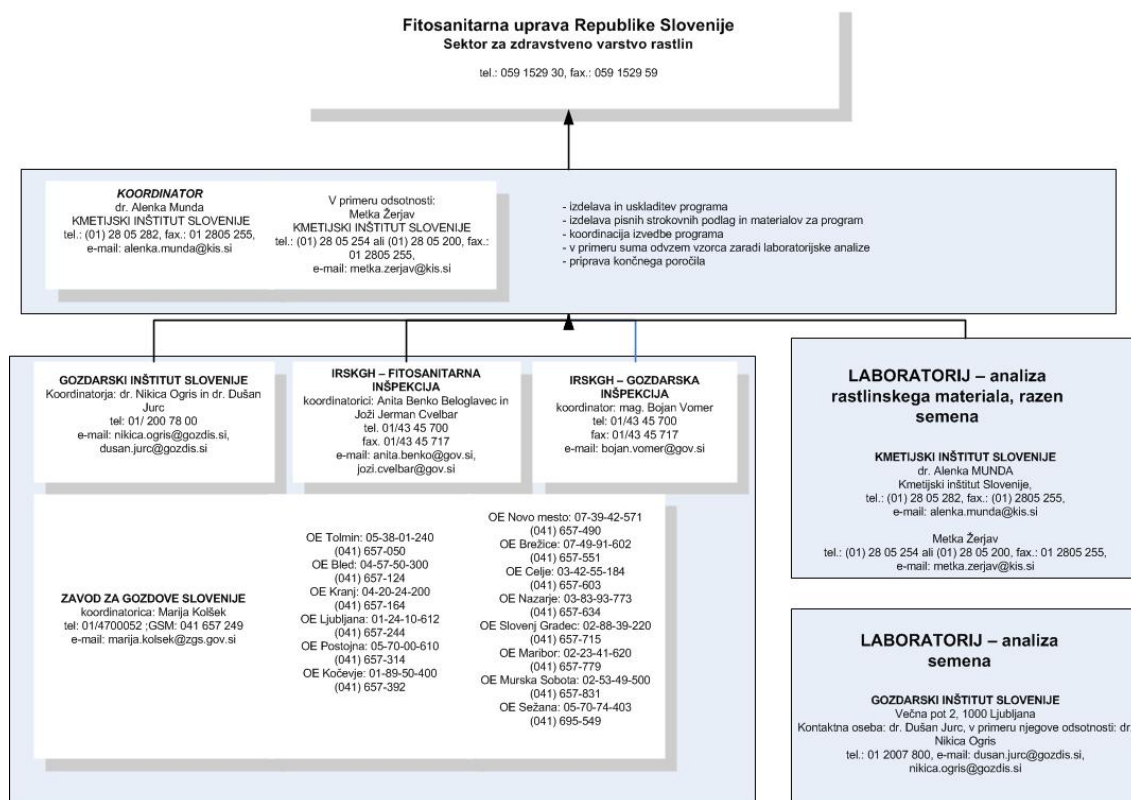 Fitosanitarna uprava Republike Slovenije
Sektor za zdravstveno varstvo rastlin
tel.: 059 1529 30, fax.: 059 1529 59
KOORDINATOR
dr. Alenka Munda
KMETIJSKI INŠTITUT SLOVENIJE
tel.: (01) 28 05 282, fax.: 01 2805 255,
e-mail: alenka.munda@kis.si
V primeru odsotnosti:
Metka Žerjav
KMETIJSKI INŠTITUT SLOVENIJE
tel.: (01) 28 05 254 ali (01) 28 05 200, fax.:
01 2805 255,
e-mail: metka.zerjav@kis.si
- izdelava in uskladitev programa
- izdelava pisnih strokovnih podlag in materialov za program
- koordinacija izvedbe programa
- v primeru suma odvzem vzorca zaradi laboratorijske analize
- priprava končnega poročila
GOZDARSKI INŠTITUT SLOVENIJE
Koordinatorja: dr. Nikica Ogris in dr. Dušan
Jurc
tel: 01/ 200 78 00
e-mail: nikica.ogris@gozdis.si,
dusan.jurc@gozdis.si
IRSKGH – FITOSANITARNA
INŠPEKCIJA
koordinatorici: Anita Benko Beloglavec in
Joži Jerman Cvelbar
tel. 01/43 45 700
fax. 01/43 45 717
e-mail: anita.benko@gov.si,
jozi.cvelbar@gov.si
IRSKGH – GOZDARSKA
INŠPEKCIJA
koordinator: mag. Bojan Vomer
tel: 01/43 45 700
fax: 01/43 45 717
e-mail: bojan.vomer@gov.si
ZAVOD ZA GOZDOVE SLOVENIJE
koordinatorica: Marija Kolšek
tel: 01/4700052 ;GSM: 041 657 249
e-mail: marija.kolsek@zgs.gov.si
OE Tolmin: 05-38-01-240
(041) 657-050
OE Bled: 04-57-50-300
(041) 657-124
OE Kranj: 04-20-24-200
(041) 657-164
OE Ljubljana: 01-24-10-612
(041) 657-244
OE Postojna: 05-70-00-610
(041) 657-314
OE Kočevje: 01-89-50-400
(041) 657-392
OE Novo mesto: 07-39-42-571
(041) 657-490
OE Brežice: 07-49-91-602
(041) 657-551
OE Celje: 03-42-55-184
(041) 657-603
OE Nazarje: 03-83-93-773
(041) 657-634
OE Slovenj Gradec: 02-88-39-220
(041) 657-715
OE Maribor: 02-23-41-620
(041) 657-779
OE Murska Sobota: 02-53-49-500
(041) 657-831
OE Sežana: 05-70-74-403
(041) 695-549
LABORATORIJ – analiza
rastlinskega materiala, razen
semena
KMETIJSKI INŠTITUT SLOVENIJE
dr. Alenka MUNDA
Kmetijski inštitut Slovenije,
tel.: (01) 28 05 282, fax.: (01) 2805 255,
e-mail: alenka.munda@kis.si
Metka Žerjav
tel.: (01) 28 05 254 ali (01) 28 05 200, fax.: 01 2805 255,
e-mail: metka.zerjav@kis.si
LABORATORIJ – analiza
semena
GOZDARSKI INŠTITUT SLOVENIJE
Večna pot 2, 1000 Ljubljana
Kontaktna oseba: dr. Dušan Jurc, v primeru njegove odsotnosti: dr.
Nikica Ogris
tel.: 01 2007 800, e-mail: dusan.jurc@gozdis.si,
nikica.ogris@gozdis.si